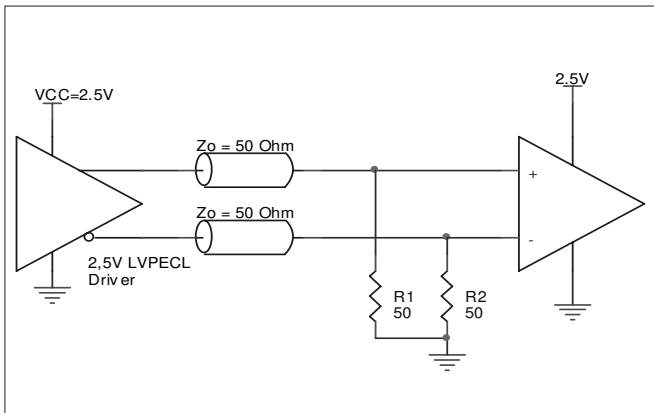 2.5V
VCC=2.5V
Zo = 50 Ohm
+
Zo = 50 Ohm
-
2,5V LVPECL
Driver
R1
50
R2
50